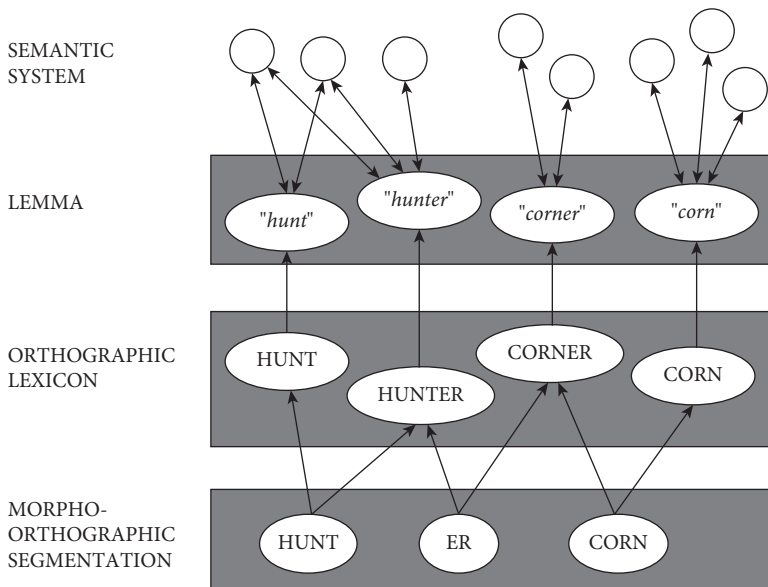 SEMANTIC
SYSTEM
LEMMA
"hunt"
"hunter"
"corner"
"corn"
ORTHOGRAPHIC
LEXICON
HUNT
HUNTER
CORNER
CORN
MORPHO-
ORTHOGRAPHIC
SEGMENTATION
HUNT
ER
CORN